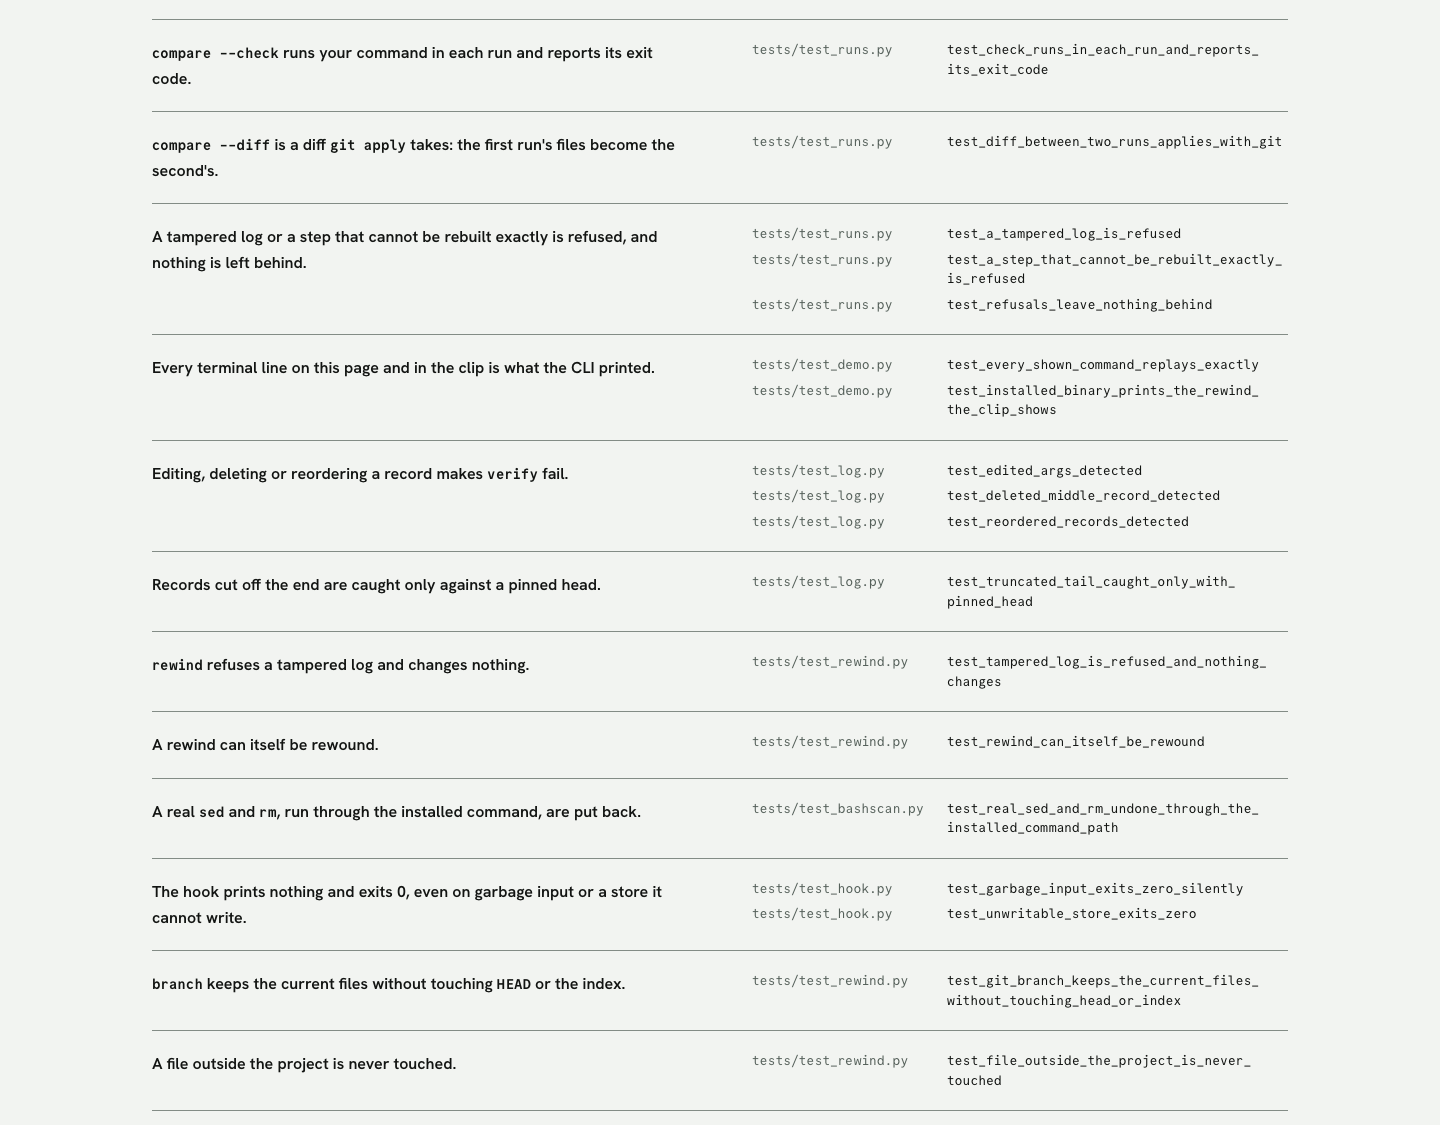 compare --check runs your command in each run and reports its exit
code.
tests/test_runs.py
test_check_runs_in_each_run_and_reports_
its_exit_code
compare --diff is a diff git apply takes: the first run's files become the
second's.
tests/test_runs.py
test_diff_between_two_runs_applies_with_git
A tampered log or a step that cannot be rebuilt exactly is refused, and
nothing is left behind.
tests/test_runs.py
test_a_tampered_log_is_refused
tests/test_runs.py
test_a_step_that_cannot_be_rebuilt_exactly_
is_refused
tests/test_runs.py
test_refusals_leave_nothing_behind
Every terminal line on this page and in the clip is what the CLI printed.
tests/test_demo.py
test_every_shown_command_replays_exactly
tests/test_demo.py
test_installed_binary_prints_the_rewind_
the_clip_shows
Editing, deleting or reordering a record makes verify fail.
tests/test_log.py
test_edited_args_detected
tests/test_log.py
test_deleted_middle_record_detected
tests/test_log.py
test_reordered_records_detected
Records cut off the end are caught only against a pinned head.
tests/test_log.py
test_truncated_tail_caught_only_with_
pinned_head
rewind refuses a tampered log and changes nothing.
tests/test_rewind.py
test_tampered_log_is_refused_and_nothing_
changes
A rewind can itself be rewound.
tests/test_rewind.py
test_rewind_can_itself_be_rewound
A real sed and rm, run through the installed command, are put back.
tests/test_bashscan.py
test_real_sed_and_rm_undone_through_the_
installed_command_path
The hook prints nothing and exits 0, even on garbage input or a store it
cannot write.
tests/test_hook.py
test_garbage_input_exits_zero_silently
tests/test_hook.py
test_unwritable_store_exits_zero
branch keeps the current files without touching HEAD or the index.
tests/test_rewind.py
test_git_branch_keeps_the_current_files_
without_touching_head_or_index
A file outside the project is never touched.
tests/test_rewind.py
test_file_outside_the_project_is_never_
touched